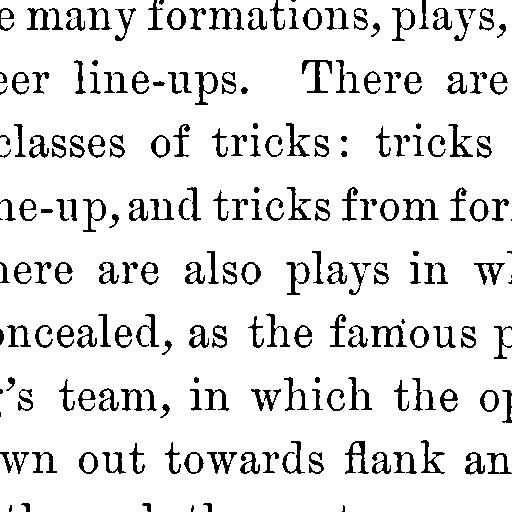 e many formations, plays,
eer line-ups. There are
classes of tricks: tricks
ne-up, and tricks from for
here are also plays in wh
oncealed, as the famous p
g's team, in which the op
wn out towards flank an